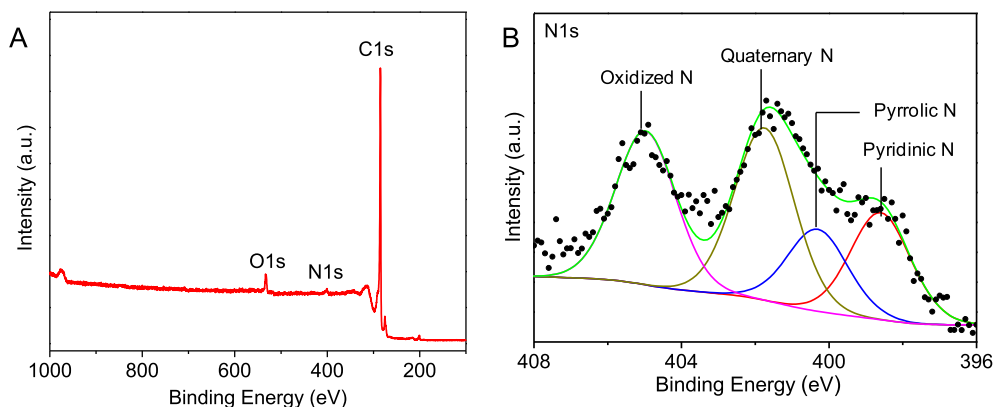 A
C1s
O1s
N1s
Intensity (a.u.)
1000
800
600
400
200
Binding Energy (eV)
B
N1s
Quaternary N
Oxidized N
Pyrrolic N
Pyridinic N
Intensity (a.u.)
408
404
400
396
Binding Energy (eV)